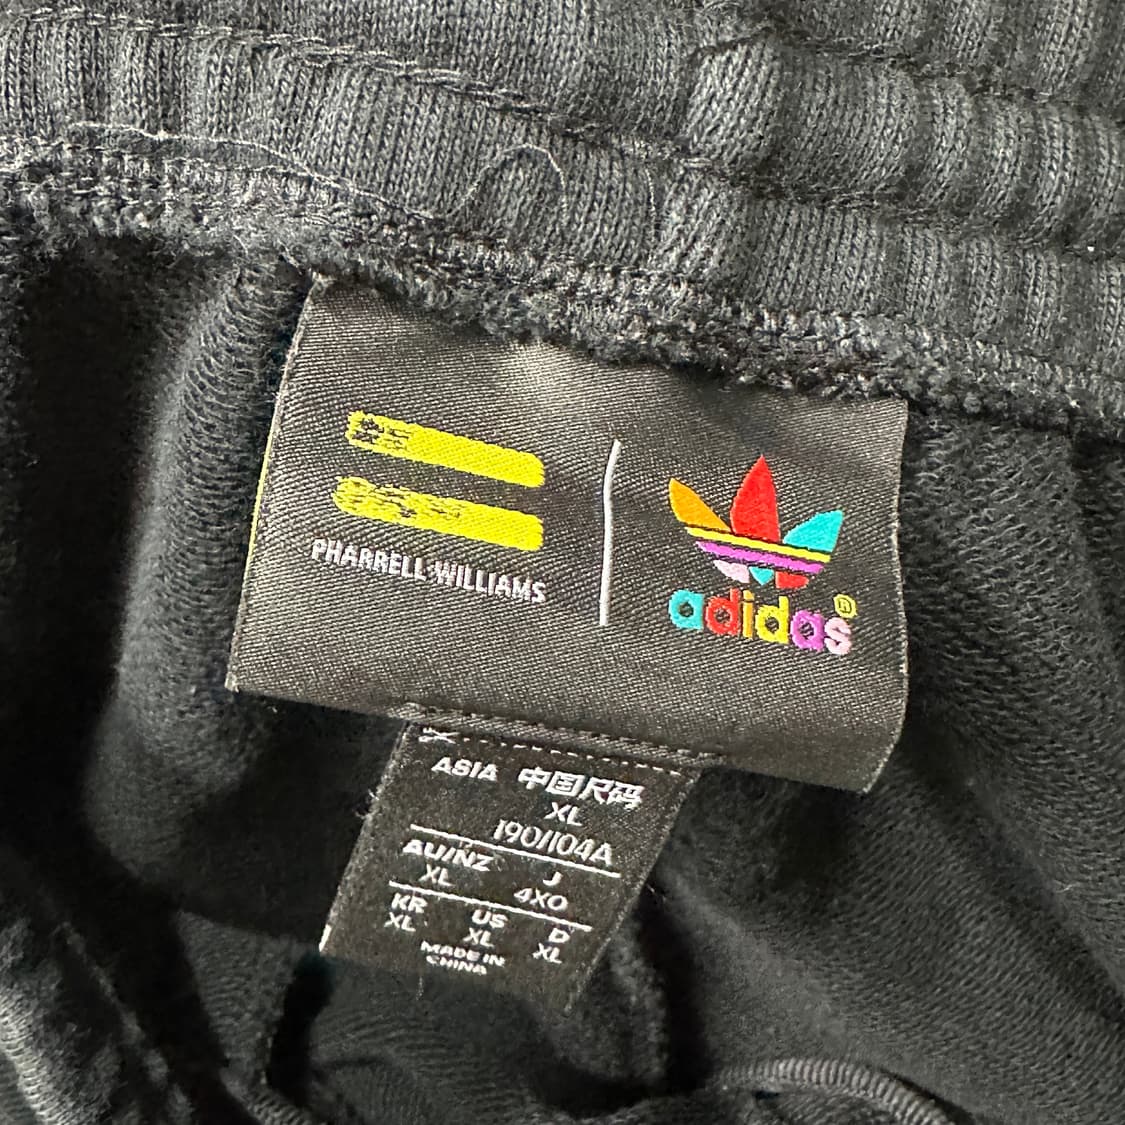 PHARRELL WILLIAMS
adidas®
ASIA 中国尺码
XL
190/104A
AU/NZ J
XL 4XO
KR US D
XL XL XL
MADE IN
CHINA